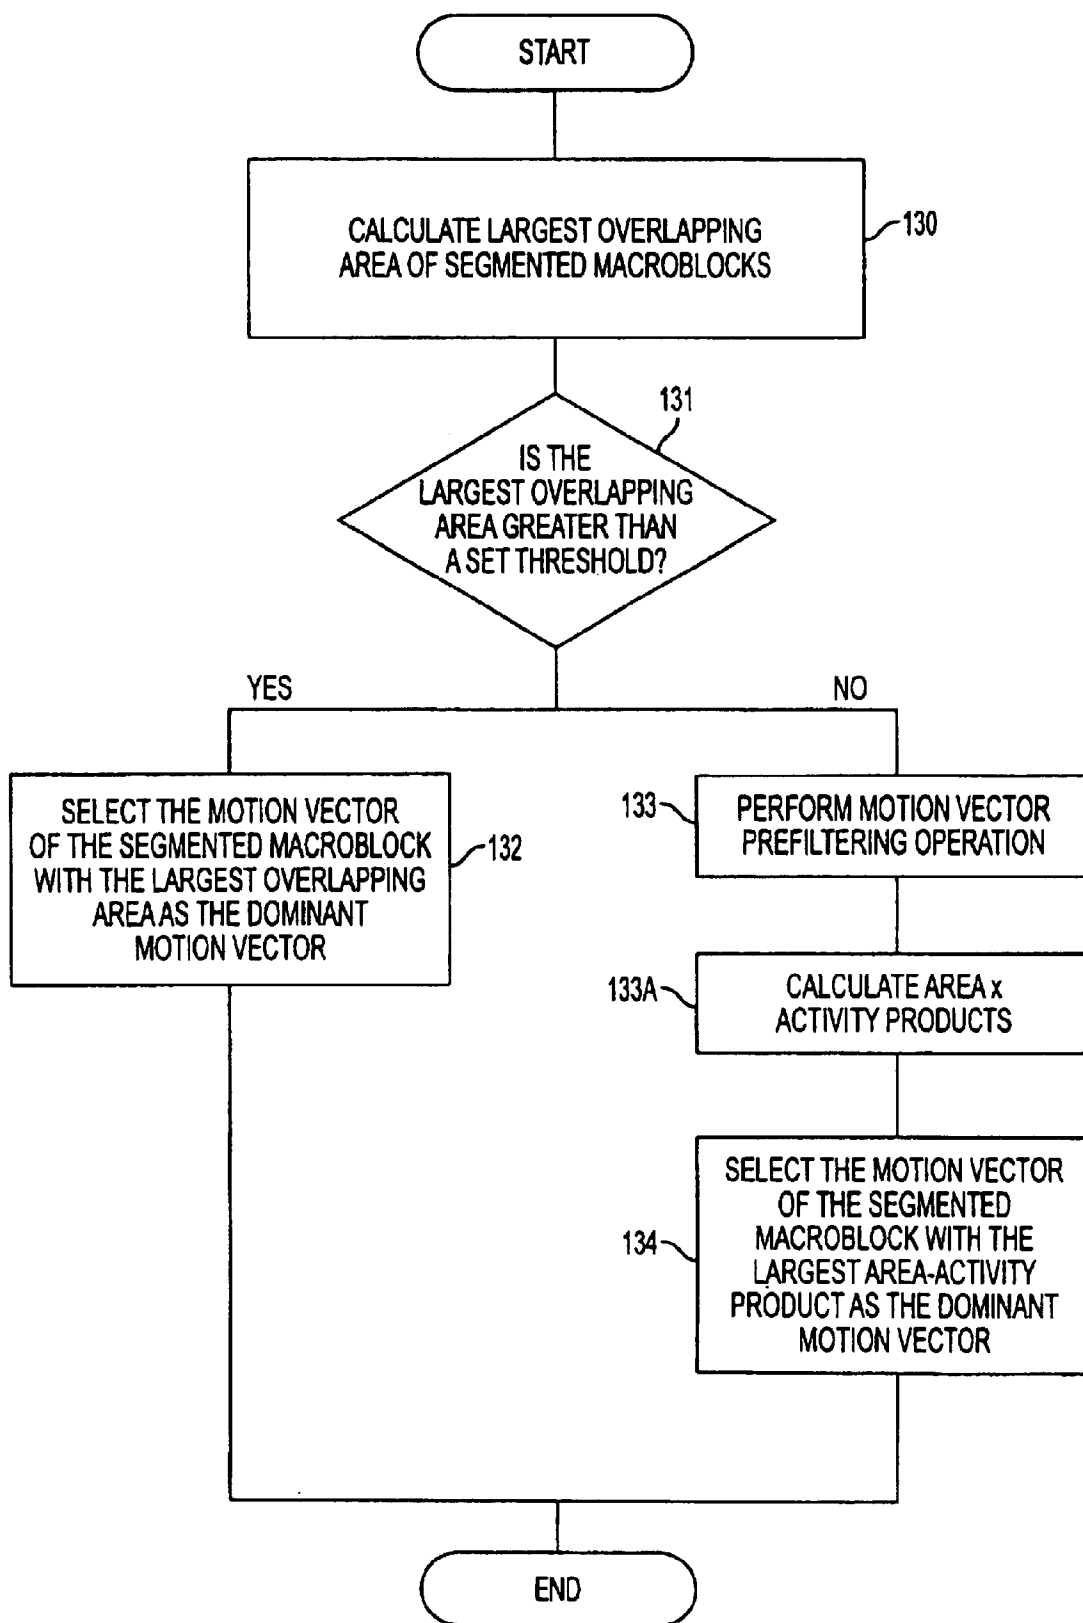 START
CALCULATE LARGEST OVERLAPPING
AREA OF SEGMENTED MACROBLOCKS
130
131
IS THE
LARGEST OVERLAPPING
AREA GREATER THAN
A SET THRESHOLD?
YES
NO
SELECT THE MOTION VECTOR
OF THE SEGMENTED MACROBLOCK
WITH THE LARGEST OVERLAPPING
AREA AS THE DOMINANT
MOTION VECTOR
132
133
PERFORM MOTION VECTOR
PREFILTERING OPERATION
133A
CALCULATE AREA x
ACTIVITY PRODUCTS
134
SELECT THE MOTION VECTOR
OF THE SEGMENTED
MACROBLOCK WITH THE
LARGEST AREA-ACTIVITY
PRODUCT AS THE DOMINANT
MOTION VECTOR
END